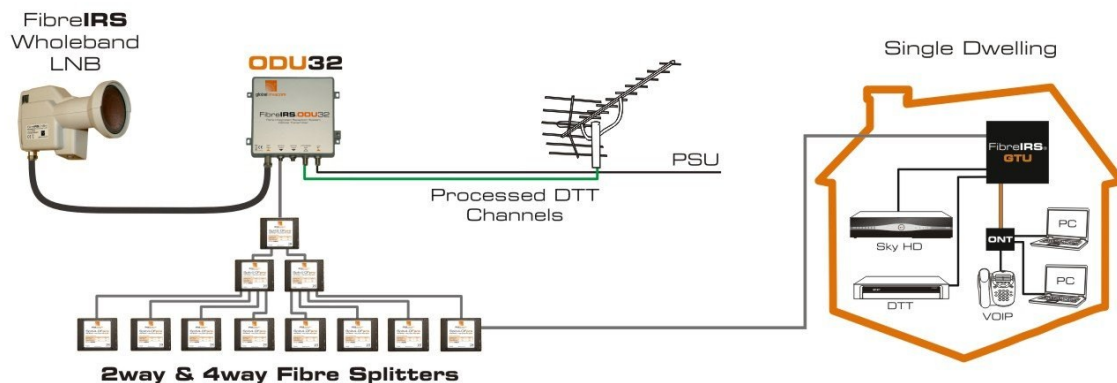 FibreIRS
Wholeband
LNB
ODU32
FibreIRS ODU32
Processed DTT
Channels
PSU
Single Dwelling
FibreIRS
GTU
Sky HD
DTT
ONT
PC
PC
VOIP
2way & 4way Fibre Splitters